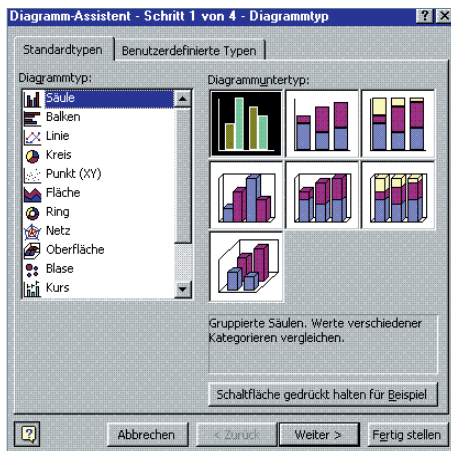 Diagramm-Assistent - Schritt 1 von 4 - Diagrammtyp
Standardtypen
Benutzerdefinierte Typen
Diagrammtyp:
Säule
Balken
Linie
Kreis
Punkt (XY)
Fläche
Ring
Netz
Oberfläche
Blase
Kurs
Diagrammuntertyp:
Gruppierte Säulen. Werte verschiedener
Kategorieren vergleichen.
Schaltfläche gedrückt halten für Beispiel
Abbrechen
< Zurück
Weiter >
Fertig stellen